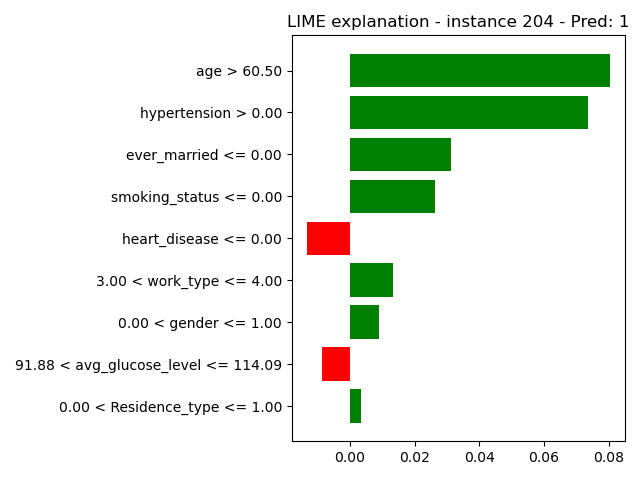 LIME explanation - instance 204 - Pred: 1
age > 60.50
hypertension > 0.00
ever_married <= 0.00
smoking_status <= 0.00
heart_disease <= 0.00
3.00 < work_type <= 4.00
0.00 < gender <= 1.00
91.88 < avg_glucose_level <= 114.09
0.00 < Residence_type <= 1.00
0.00 0.02 0.04 0.06 0.08